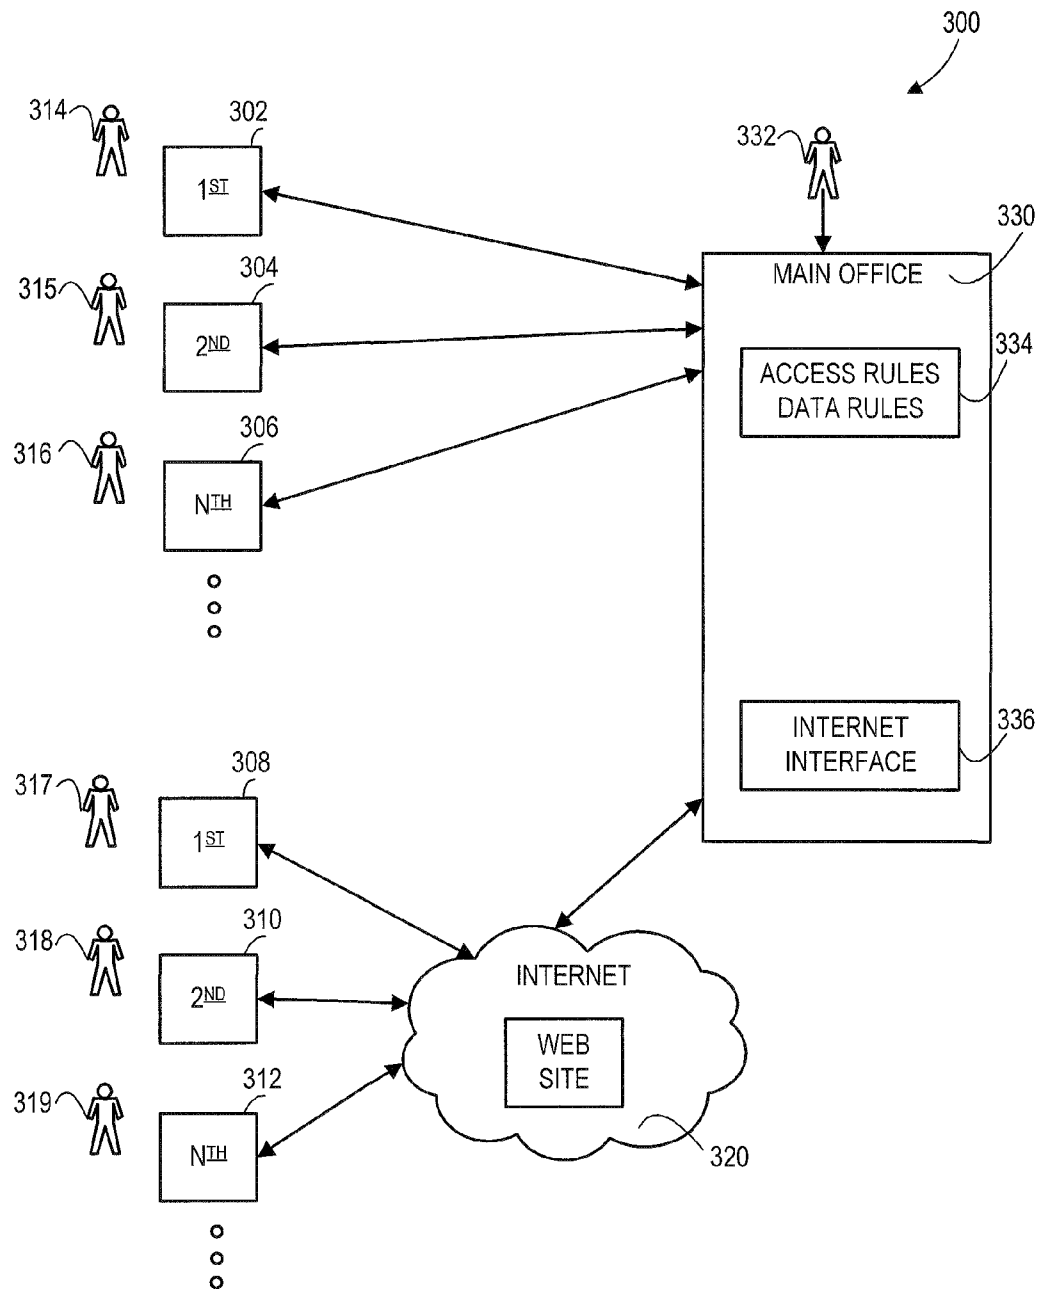 300
314
302
332
1ST
330
MAIN OFFICE
315
304
2ND
334
ACCESS RULES
DATA RULES
316
306
NTH
336
INTERNET
INTERFACE
317
308
1ST
318
310
2ND
INTERNET
WEB
SITE
319
312
NTH
320